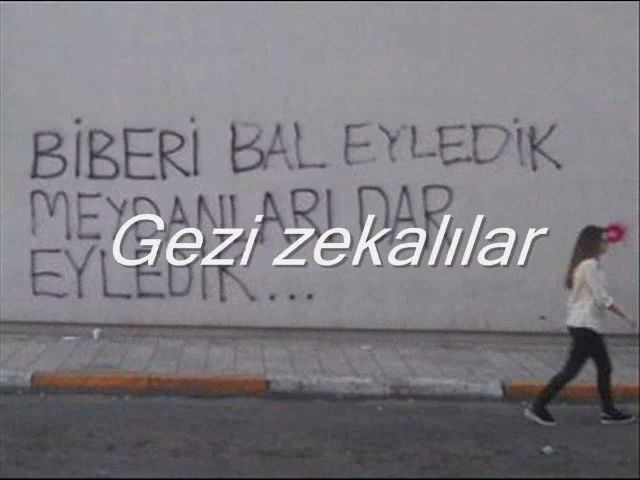 BİBERİ BAL EYLEDİK
MEYDANLARI DAR
Gezi zekalılar
EYLEDİK...